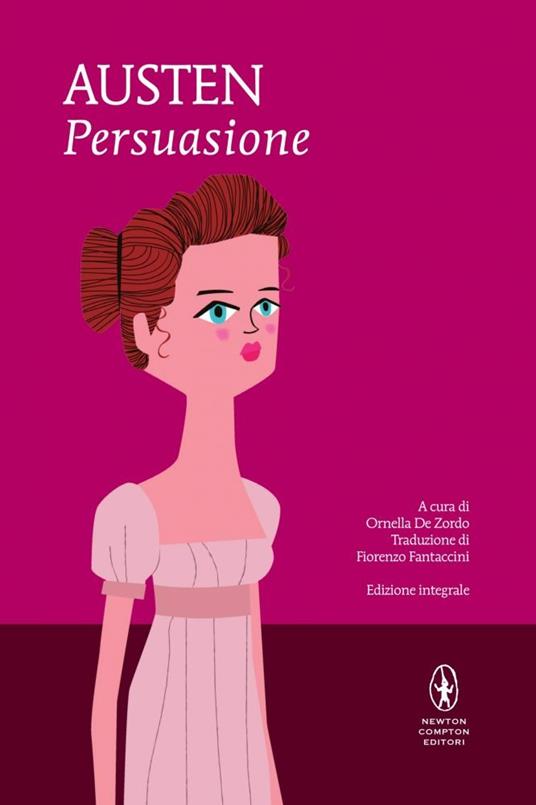 AUSTEN
Persuasione
A cura di
Ornella De Zordo
Traduzione di
Fiorenzo Fantaccini
Edizione integrale
NEWTON
COMPTON
EDITORI